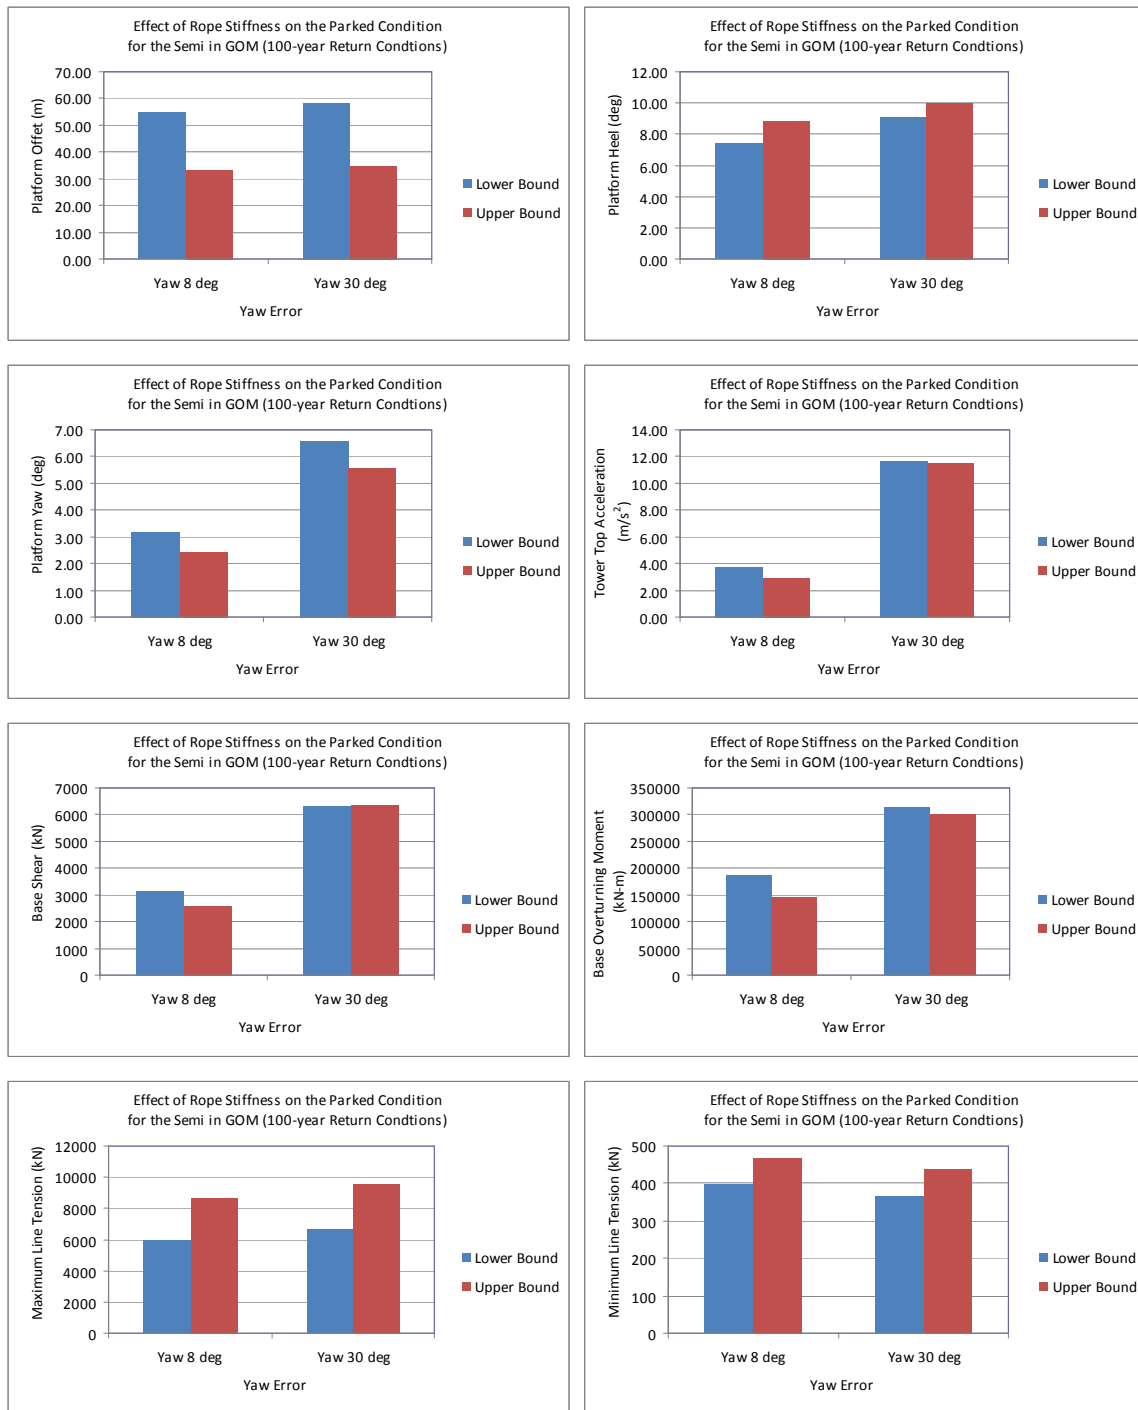 Effect of Rope Stiffness on the Parked Condition
for the Semi in GOM (100-year Return Condtions)
70.00
60.00
50.00
40.00
30.00
20.00
10.00
0.00
Platform Offet (m)
Yaw 8 deg
Yaw 30 deg
Yaw Error
Lower Bound
Upper Bound
Effect of Rope Stiffness on the Parked Condition
for the Semi in GOM (100-year Return Condtions)
12.00
10.00
8.00
6.00
4.00
2.00
0.00
Platform Heel (deg)
Yaw 8 deg
Yaw 30 deg
Yaw Error
Lower Bound
Upper Bound
Effect of Rope Stiffness on the Parked Condition
for the Semi in GOM (100-year Return Condtions)
7.00
6.00
5.00
4.00
3.00
2.00
1.00
0.00
Platform Yaw (deg)
Yaw 8 deg
Yaw 30 deg
Yaw Error
Lower Bound
Upper Bound
Effect of Rope Stiffness on the Parked Condition
for the Semi in GOM (100-year Return Condtions)
14.00
12.00
10.00
8.00
6.00
4.00
2.00
0.00
Tower Top Acceleration
(m/s²)
Yaw 8 deg
Yaw 30 deg
Yaw Error
Lower Bound
Upper Bound
Effect of Rope Stiffness on the Parked Condition
for the Semi in GOM (100-year Return Condtions)
7000
6000
5000
4000
3000
2000
1000
0
Base Shear (kN)
Yaw 8 deg
Yaw 30 deg
Yaw Error
Lower Bound
Upper Bound
Effect of Rope Stiffness on the Parked Condition
for the Semi in GOM (100-year Return Condtions)
350000
300000
250000
200000
150000
100000
50000
0
Base Overturning Moment
(kN-m)
Yaw 8 deg
Yaw 30 deg
Yaw Error
Lower Bound
Upper Bound
Effect of Rope Stiffness on the Parked Condition
for the Semi in GOM (100-year Return Condtions)
12000
10000
8000
6000
4000
2000
0
Maximum Line Tension (kN)
Yaw 8 deg
Yaw 30 deg
Yaw Error
Lower Bound
Upper Bound
Effect of Rope Stiffness on the Parked Condition
for the Semi in GOM (100-year Return Condtions)
500
400
300
200
100
0
Minimum Line Tension (kN)
Yaw 8 deg
Yaw 30 deg
Yaw Error
Lower Bound
Upper Bound